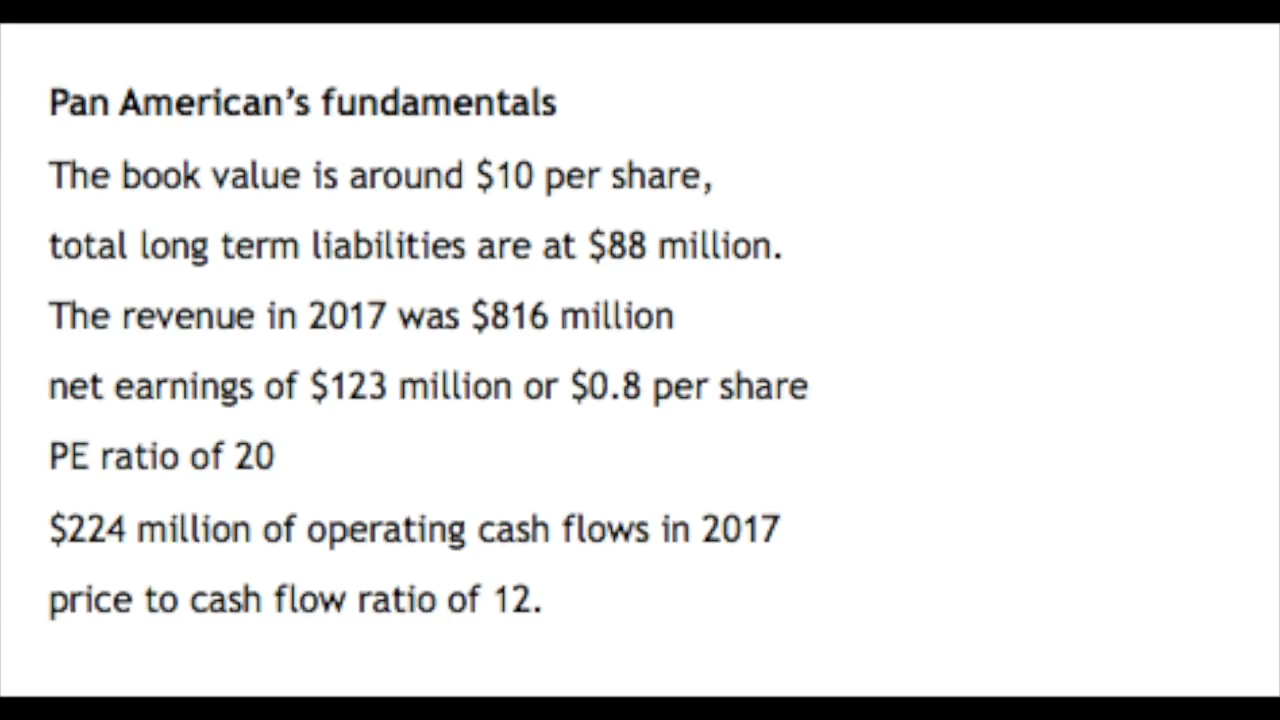 Pan American’s fundamentals
The book value is around $10 per share,
total long term liabilities are at $88 million.
The revenue in 2017 was $816 million
net earnings of $123 million or $0.8 per share
PE ratio of 20
$224 million of operating cash flows in 2017
price to cash flow ratio of 12.